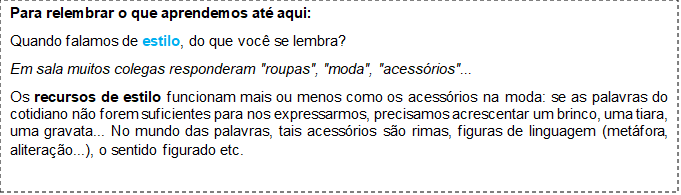 Para relembrar o que aprendemos até aqui:
Quando falamos de estilo, do que você se lembra?
Em sala muitos colegas responderam "roupas", "moda", "acessórios"...
Os recursos de estilo funcionam mais ou menos como os acessórios na moda: se as palavras do
cotidiano não forem suficientes para nos expressarmos, precisamos acrescentar um brinco, uma tiara,
uma gravata... No mundo das palavras, tais acessórios são rimas, figuras de linguagem (metáfora,
aliteração...), o sentido figurado etc.